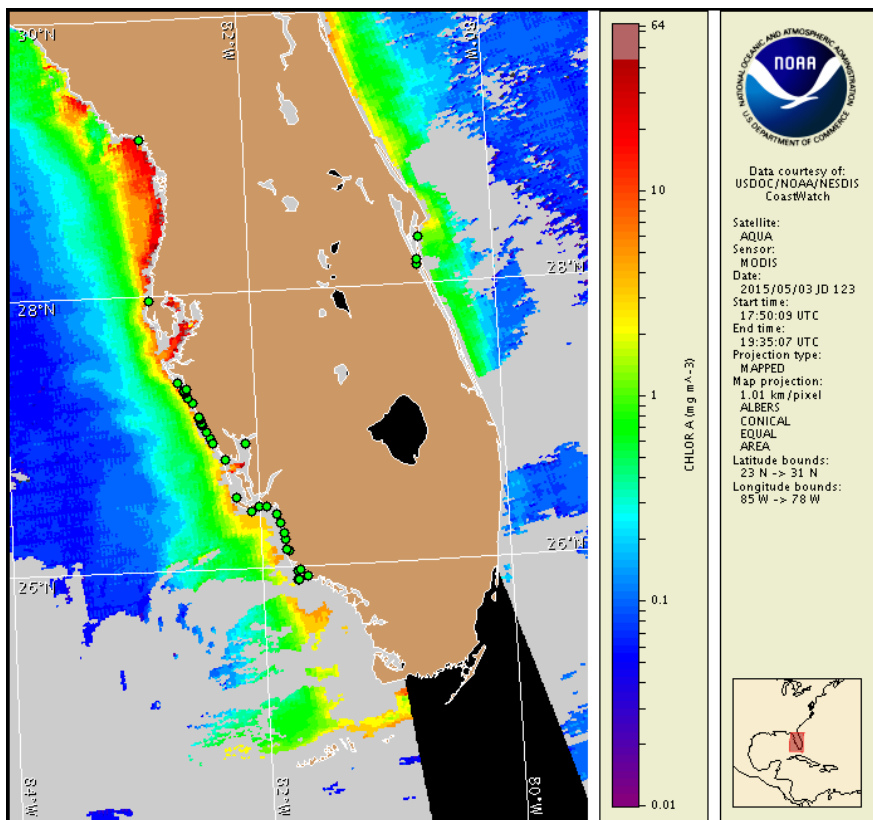 30°N
82°W
80°W
28°N
28°N
26°N
26°N
84°W
82°W
80°W
64
10
1
0.1
0.01
CHLOR A (mg m^-3)
NATIONAL OCEANIC AND ATMOSPHERIC ADMINISTRATION
NOAA
U.S. DEPARTMENT OF COMMERCE
Data courtesy of:
USDOC/NOAA/NESDIS
CoastWatch
Satellite:
AQUA
Sensor:
MODIS
Date:
2015/05/03 JD 123
Start time:
17:50:09 UTC
End time:
19:35:07 UTC
Projection type:
MAPPED
Map projection:
1.01 km/pixel
ALBERS
CONICAL
EQUAL
AREA
Latitude bounds:
23 N -> 31 N
Longitude bounds:
85 W -> 78 W